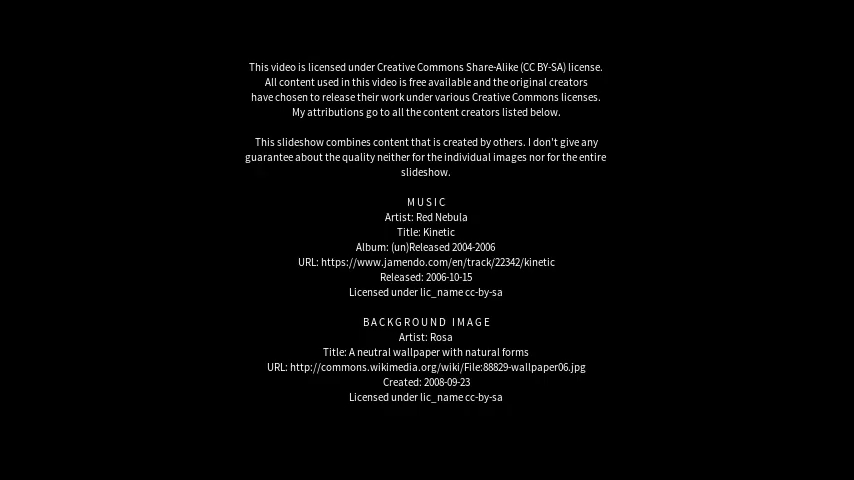 This video is licensed under Creative Commons Share-Alike (CC BY-SA) license.
All content used in this video is free available and the original creators
have chosen to release their work under various Creative Commons licenses.
My attributions go to all the content creators listed below.
This slideshow combines content that is created by others. I don't give any
guarantee about the quality neither for the individual images nor for the entire
slideshow.
MUSIC
Artist: Red Nebula
Title: Kinetic
Album: (un)Released 2004-2006
URL: https://www.jamendo.com/en/track/22342/kinetic
Released: 2006-10-15
Licensed under lic_name cc-by-sa
BACKGROUND IMAGE
Artist: Rosa
Title: A neutral wallpaper with natural forms
URL: http://commons.wikimedia.org/wiki/File:88829-wallpaper06.jpg
Created: 2008-09-23
Licensed under lic_name cc-by-sa